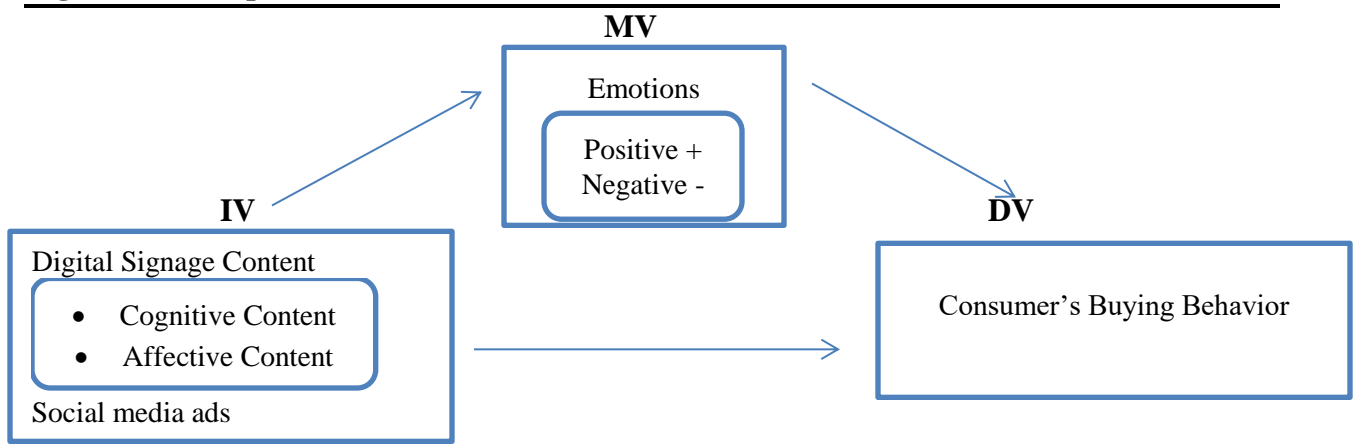 MV
Emotions
Positive +
Negative -
IV
DV
Digital Signage Content
• Cognitive Content
• Affective Content
Social media ads
Consumer’s Buying Behavior